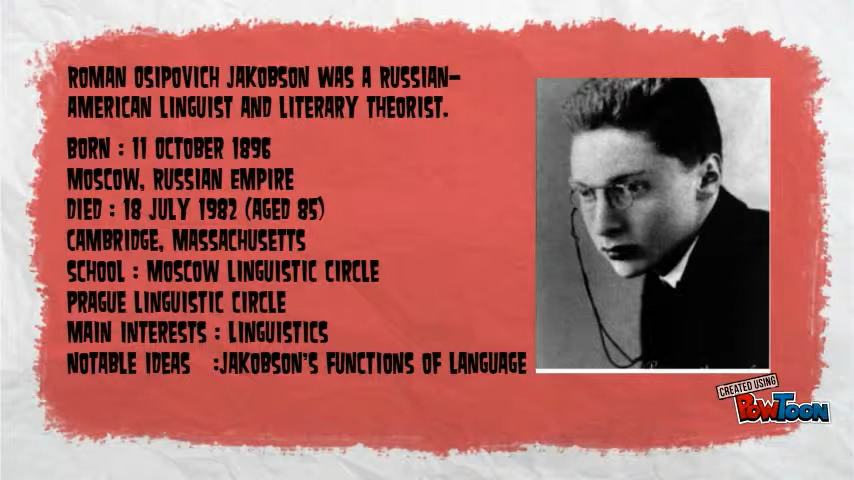 ROMAN OSIPOVICH JAKOBSON WAS A RUSSIAN-
AMERICAN LINGUIST AND LITERARY THEORIST.
BORN : 11 OCTOBER 1896
MOSCOW, RUSSIAN EMPIRE
DIED : 18 JULY 1982 (AGED 85)
CAMBRIDGE, MASSACHUSETTS
SCHOOL : MOSCOW LINGUISTIC CIRCLE
PRAGUE LINGUISTIC CIRCLE
MAIN INTERESTS : LINGUISTICS
NOTABLE IDEAS :JAKOBSON'S FUNCTIONS OF LANGUAGE
CREATED USING
POWTOON